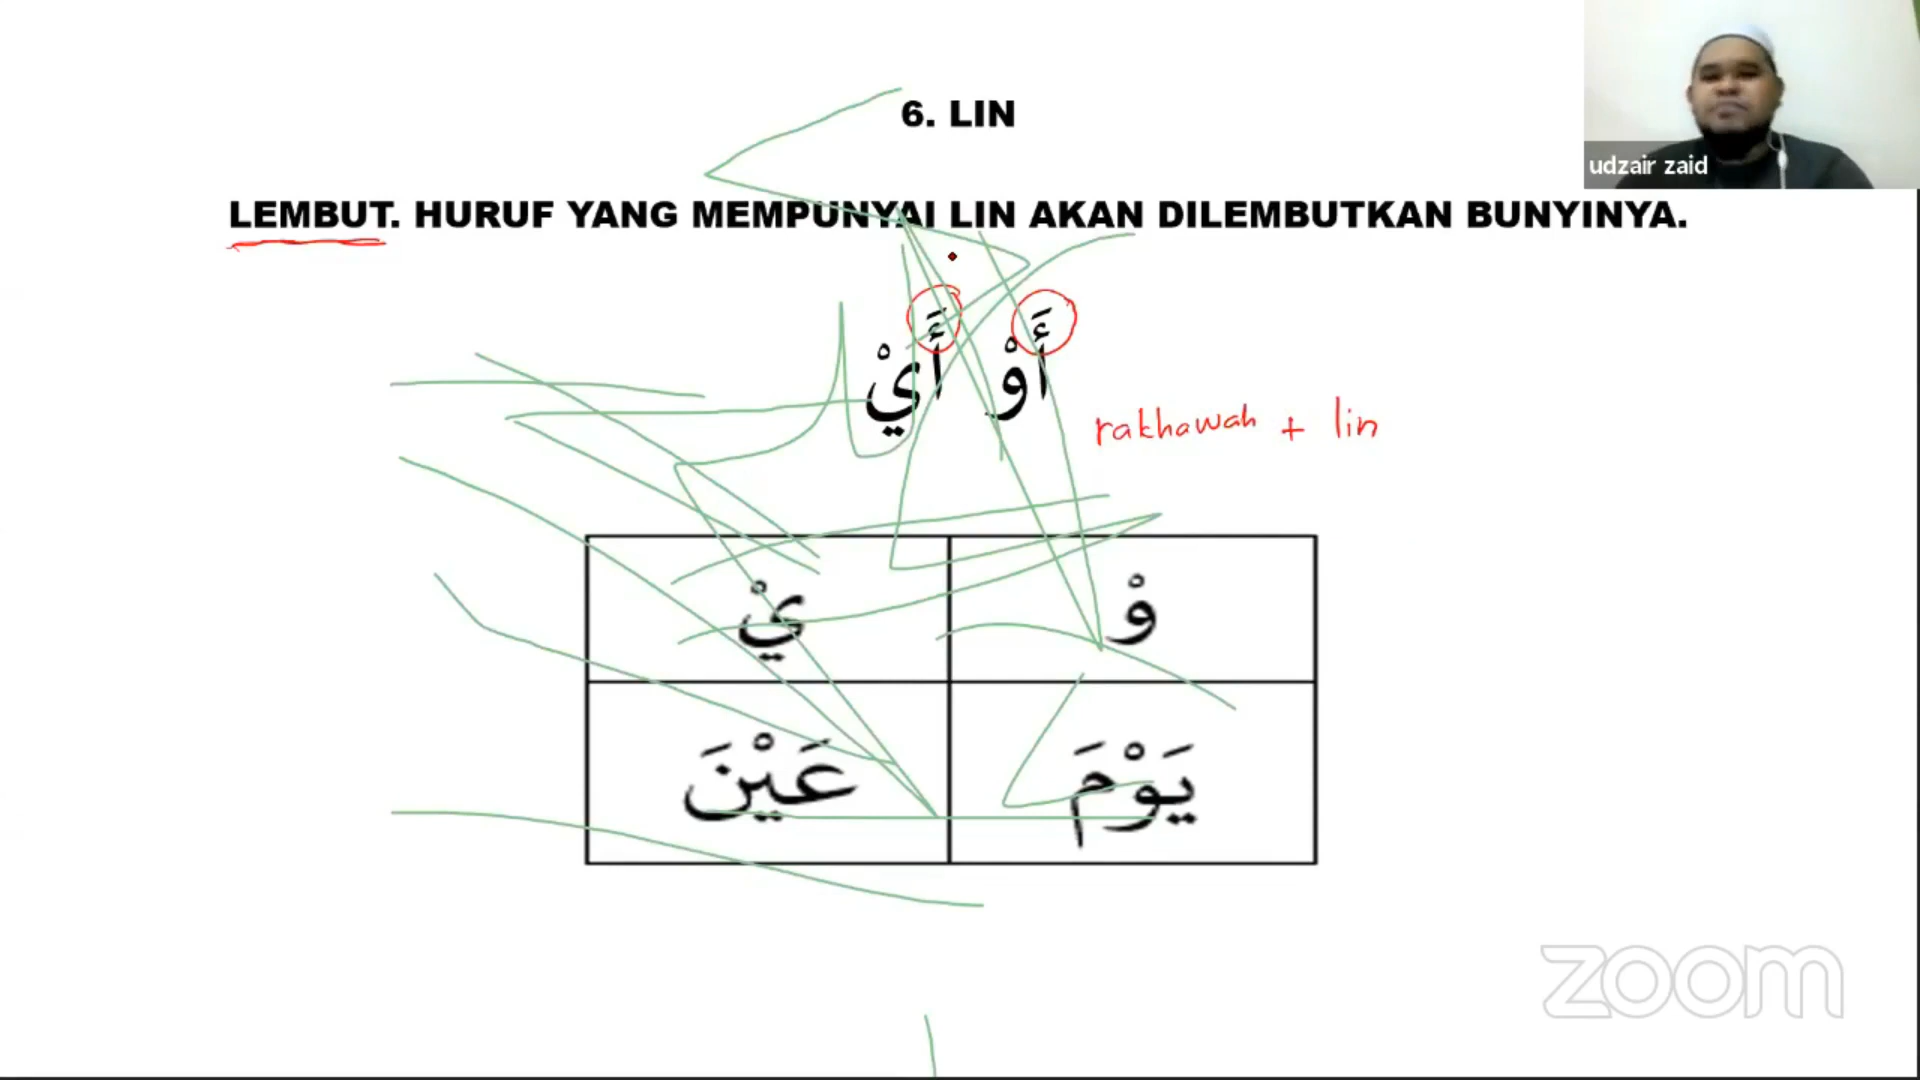 6. LIN
udzair zaid
LEMBUT. HURUF YANG MEMPUNYAI LIN AKAN DILEMBUTKAN BUNYINYA.
أَوْ أَيْ
rakhawah + lin
وْ يْ
يَوْمَ عَيْنَ
zoom